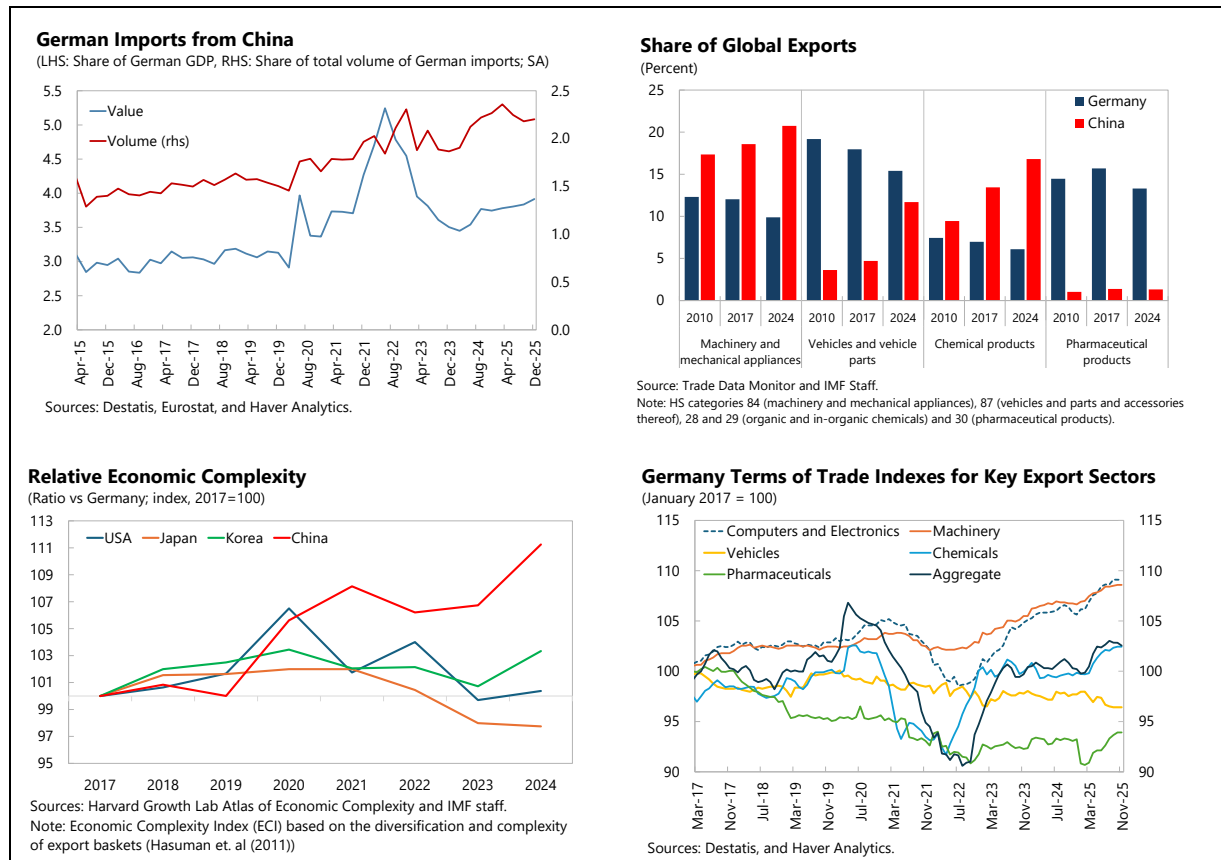 German Imports from China
(LHS: Share of German GDP, RHS: Share of total volume of German imports; SA)
5.5
5.0
4.5
4.0
3.5
3.0
2.5
2.0
2.5
2.0
1.5
1.0
0.5
0.0
Value
Volume (rhs)
Apr-15
Dec-15
Aug-16
Apr-17
Dec-17
Aug-18
Apr-19
Dec-19
Aug-20
Apr-21
Dec-21
Aug-22
Apr-23
Dec-23
Aug-24
Apr-25
Dec-25
Sources: Destatis, Eurostat, and Haver Analytics.
Share of Global Exports
(Percent)
25
20
15
10
5
0
Germany
China
2010 2017 2024 2010 2017 2024 2010 2017 2024 2010 2017 2024
Machinery and mechanical appliances
Vehicles and vehicle parts
Chemical products
Pharmaceutical products
Source: Trade Data Monitor and IMF Staff.
Note: HS categories 84 (machinery and mechanical appliances), 87 (vehicles and parts and accessories
thereof), 28 and 29 (organic and in-organic chemicals) and 30 (pharmaceutical products).
Relative Economic Complexity
(Ratio vs Germany; index, 2017=100)
113
111
109
107
105
103
101
99
97
95
USA Japan Korea China
2017 2018 2019 2020 2021 2022 2023 2024
Sources: Harvard Growth Lab Atlas of Economic Complexity and IMF staff.
Note: Economic Complexity Index (ECI) based on the diversification and complexity
of export baskets (Hasuman et. al (2011))
Germany Terms of Trade Indexes for Key Export Sectors
(January 2017 = 100)
115
110
105
100
95
90
115
110
105
100
95
90
Computers and Electronics
Machinery
Vehicles
Chemicals
Pharmaceuticals
Aggregate
Mar-17
Nov-17
Jul-18
Mar-19
Nov-19
Jul-20
Mar-21
Nov-21
Jul-22
Mar-23
Nov-23
Jul-24
Mar-25
Nov-25
Sources: Destatis, and Haver Analytics.